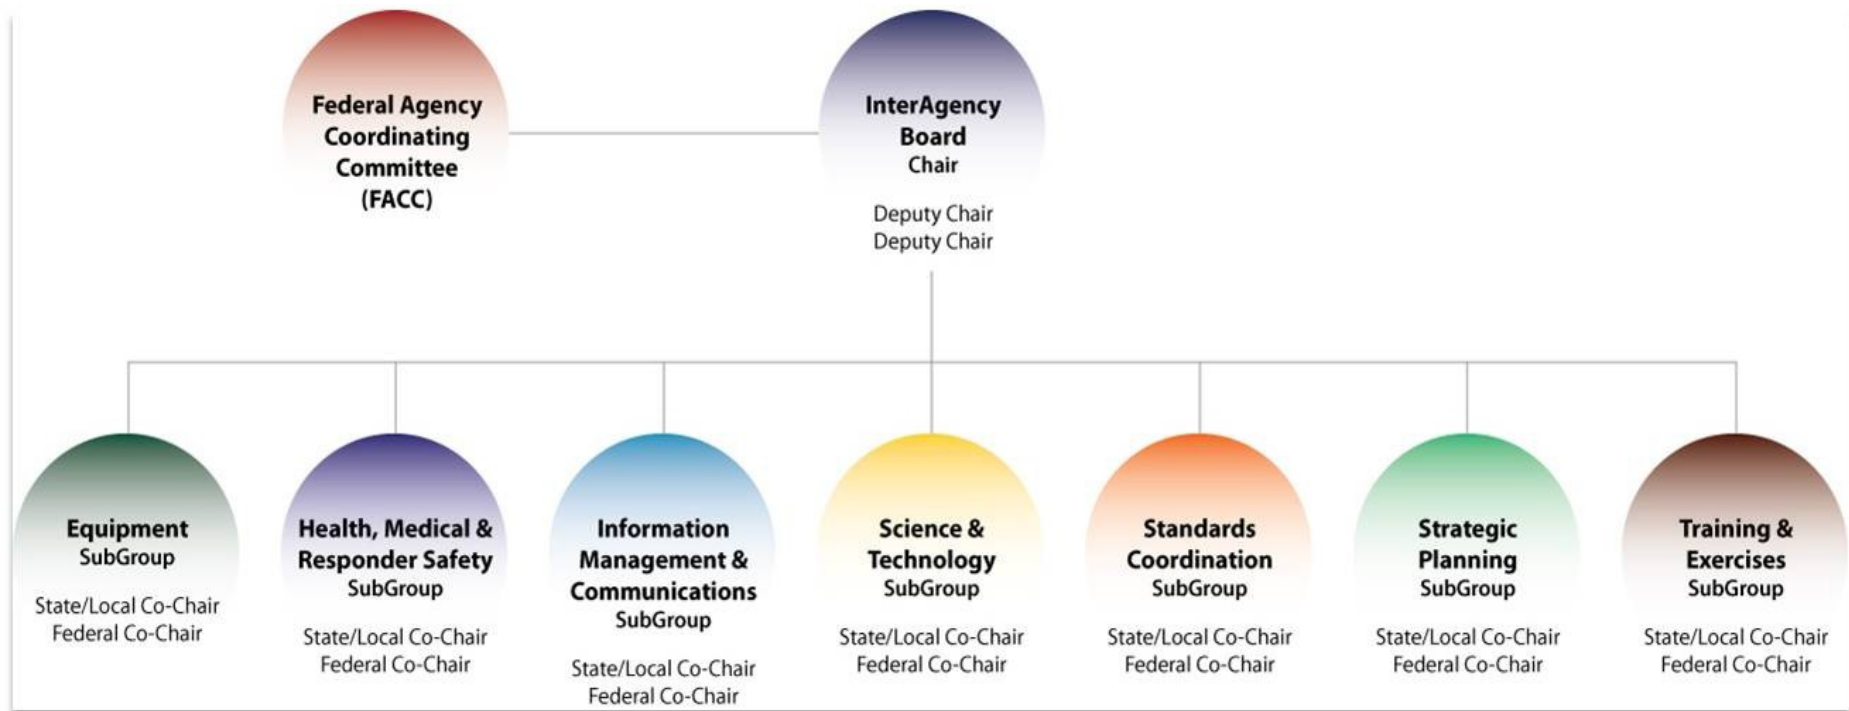 Federal Agency
Coordinating
Committee
(FACC)
InterAgency
Board
Chair
Deputy Chair
Deputy Chair
Equipment
SubGroup
State/Local Co-Chair
Federal Co-Chair
Health, Medical &
Responder Safety
SubGroup
State/Local Co-Chair
Federal Co-Chair
Information
Management &
Communications
SubGroup
State/Local Co-Chair
Federal Co-Chair
Science &
Technology
SubGroup
State/Local Co-Chair
Federal Co-Chair
Standards
Coordination
SubGroup
State/Local Co-Chair
Federal Co-Chair
Strategic
Planning
SubGroup
State/Local Co-Chair
Federal Co-Chair
Training &
Exercises
SubGroup
State/Local Co-Chair
Federal Co-Chair